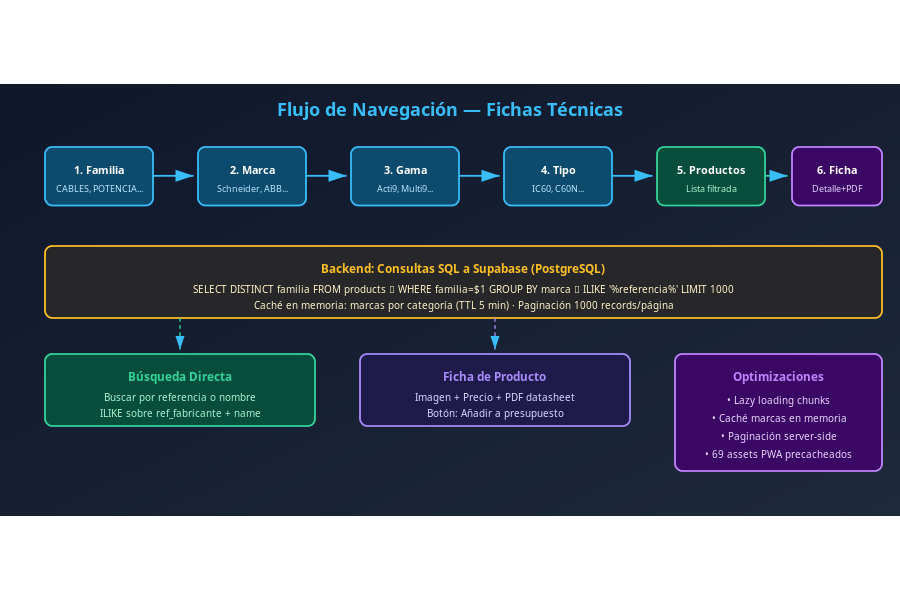 Flujo de Navegación — Fichas Técnicas
1. Familia
CABLES, POTENCIA...
2. Marca
Schneider, ABB...
3. Gama
Acti9, Multi9...
4. Tipo
IC60, C60N...
5. Productos
Lista filtrada
6. Ficha
Detalle+PDF
Backend: Consultas SQL a Supabase (PostgreSQL)
SELECT DISTINCT familia FROM products ▯ WHERE familia=$1 GROUP BY marca ▯ ILIKE '%referencia%' LIMIT 1000
Caché en memoria: marcas por categoría (TTL 5 min) · Paginación 1000 records/página
Búsqueda Directa
Buscar por referencia o nombre
ILIKE sobre ref_fabricante + name
Ficha de Producto
Imagen + Precio + PDF datasheet
Botón: Añadir a presupuesto
Optimizaciones
• Lazy loading chunks
• Caché marcas en memoria
• Paginación server-side
• 69 assets PWA precacheados